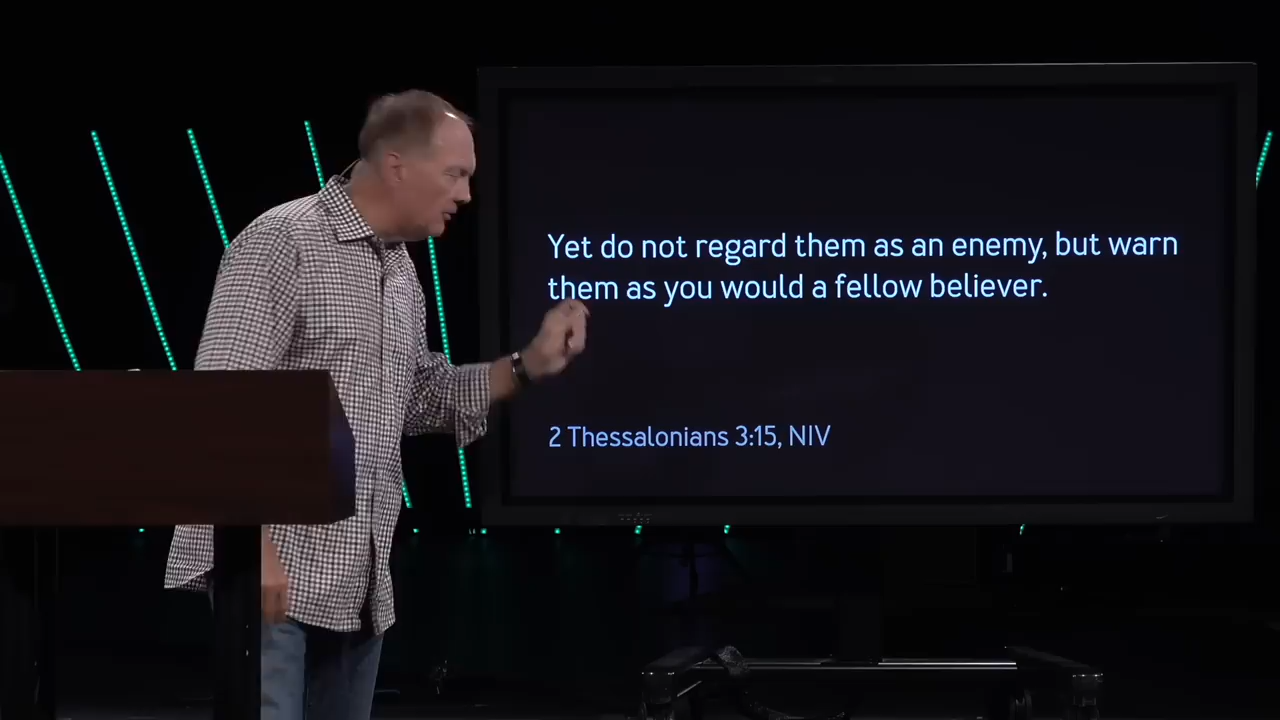 Yet do not regard them as an enemy, but warn
them as you would a fellow believer.
2 Thessalonians 3:15, NIV